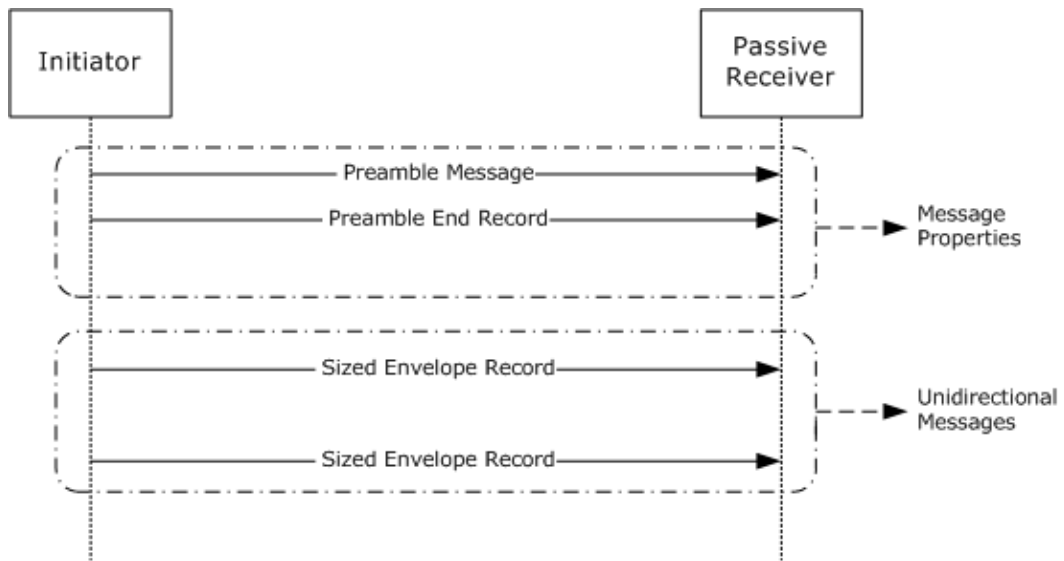 Initiator
Passive
Receiver
Preamble Message
Preamble End Record
Message
Properties
Sized Envelope Record
Unidirectional
Messages
Sized Envelope Record